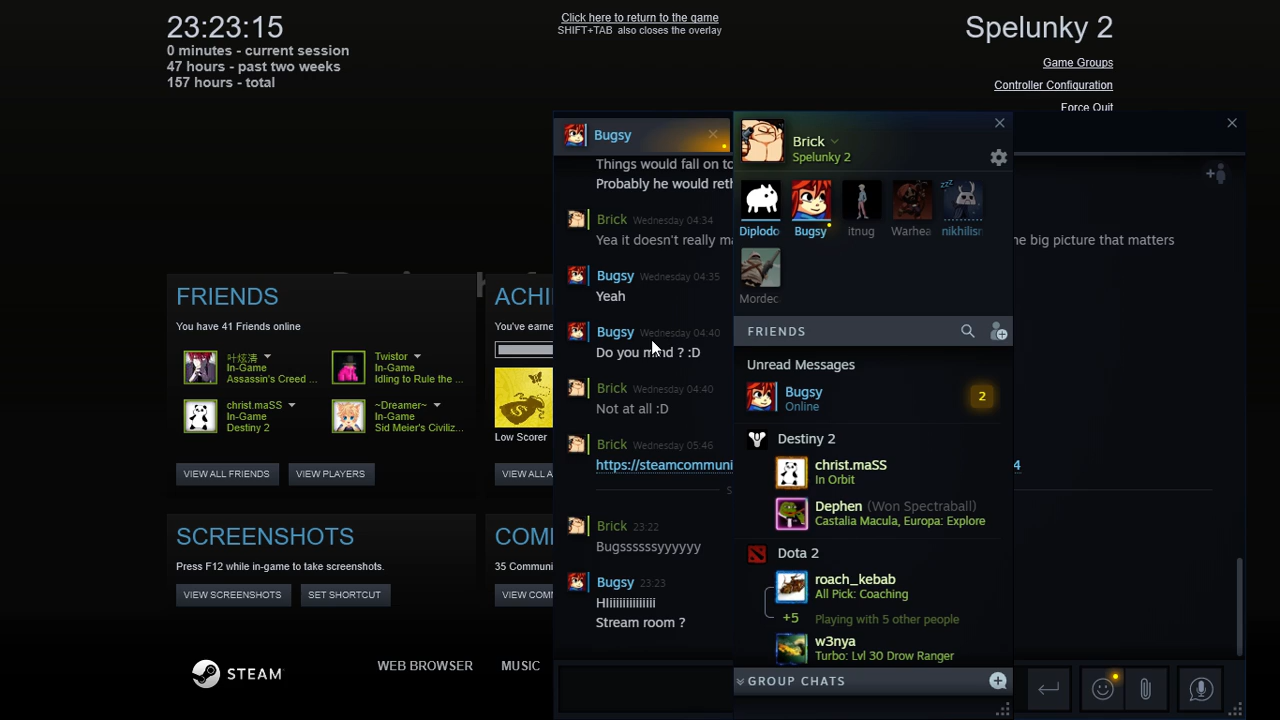 23:23:15
0 minutes - current session
47 hours - past two weeks
157 hours - total
Click here to return to the game
SHIFT+TAB also closes the overlay
Spelunky 2
Game Groups
Controller Configuration
Force Quit
FRIENDS
You have 41 Friends online
叶炫濤
In-Game
Assassin's Creed ...
Twistor
In-Game
Idling to Rule the ...
christ.maSS
In-Game
Destiny 2
~Dreamer~
In-Game
Sid Meier's Civiliz...
VIEW ALL FRIENDS
VIEW PLAYERS
ACHI
You've earne
Low Scorer
VIEW ALL A
SCREENSHOTS
Press F12 while in-game to take screenshots.
VIEW SCREENSHOTS
SET SHORTCUT
COM
35 Communi
VIEW COM
STEAM
WEB BROWSER
MUSIC
Bugsy
Things would fall on to
Probably he would reth
Brick Wednesday 04:34
Yea it doesn't really ma
he big picture that matters
Bugsy Wednesday 04:35
Yeah
Bugsy Wednesday 04:40
Do you mind ? :D
Brick Wednesday 04:40
Not at all :D
Brick Wednesday 05:46
https://steamcommuni
4
S
Brick 23:22
Bugssssssyyyyyy
Bugsy 23:23
HIiiiiiiiiiiiiii
Stream room ?
Brick
Spelunky 2
Diplodo
Bugsy
itnug
Warhea
zzz
nikhilisn
Mordec
FRIENDS
Unread Messages
Bugsy
Online
2
Destiny 2
christ.maSS
In Orbit
Dephen (Won Spectraball)
Castalia Macula, Europa: Explore
Dota 2
roach_kebab
All Pick: Coaching
+5 Playing with 5 other people
w3nya
Turbo: Lvl 30 Drow Ranger
GROUP CHATS